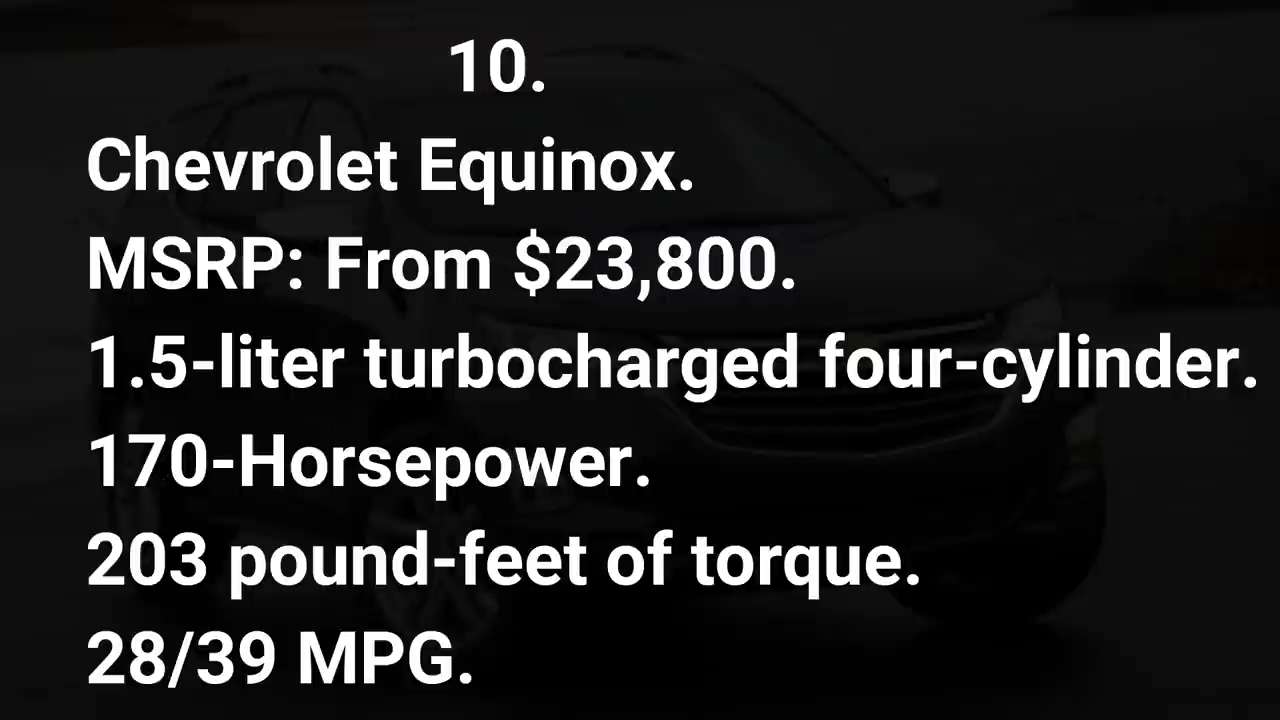 10.
Chevrolet Equinox.
MSRP: From $23,800.
1.5-liter turbocharged four-cylinder.
170-Horsepower.
203 pound-feet of torque.
28/39 MPG.